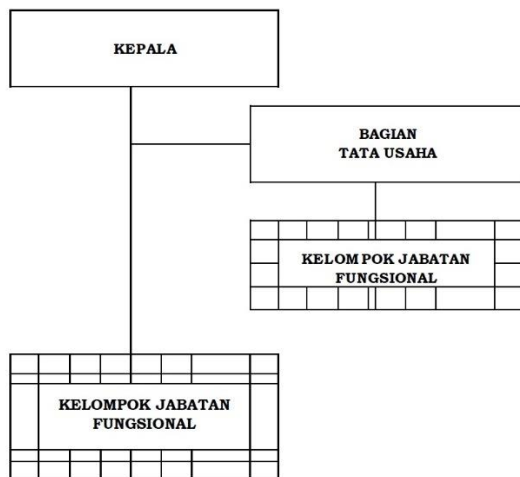 KEPALA
BAGIAN
TATA USAHA
KELOMPOK JABATAN
FUNGSIONAL
KELOMPOK JABATAN
FUNGSIONAL